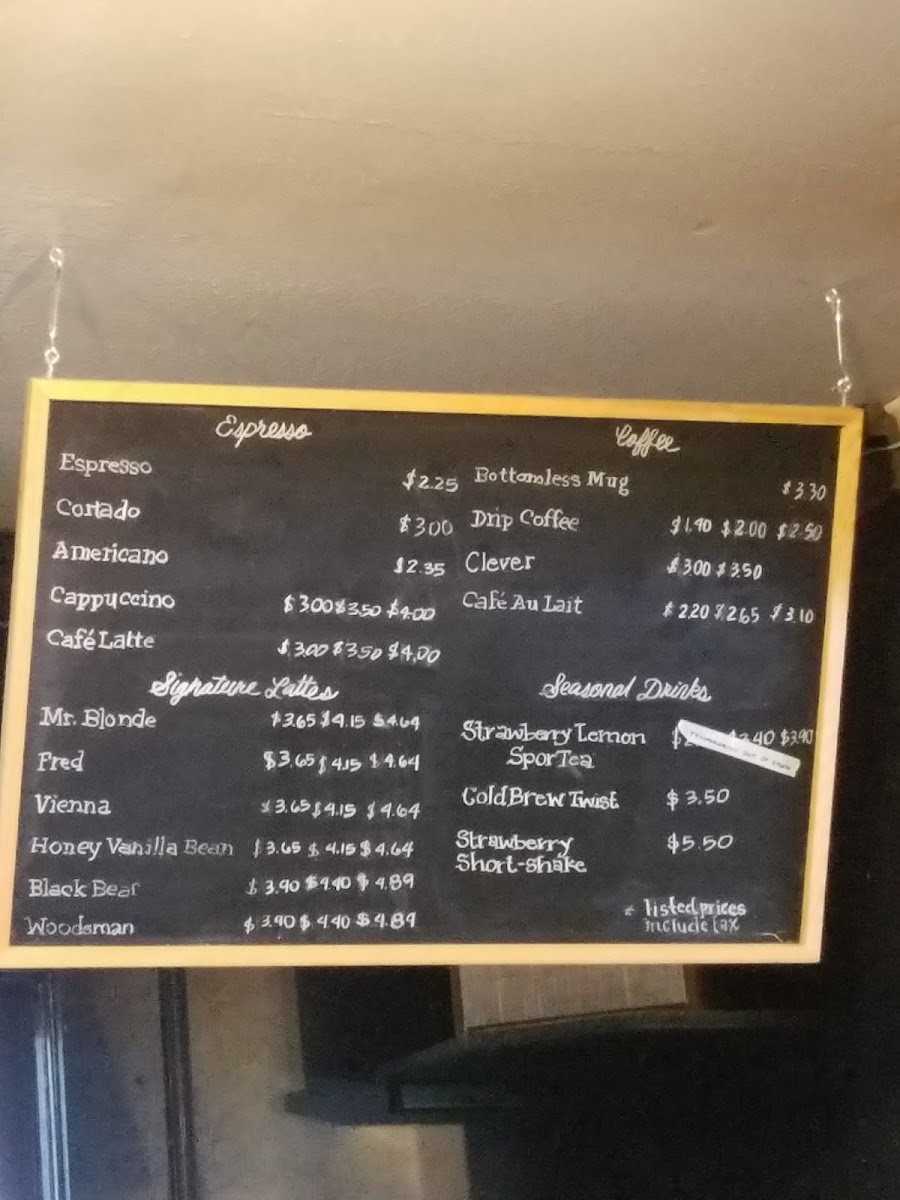 Espresso
Espresso $2.25
Cortado $3.00
Americano $2.35
Cappuccino $3.00 $3.50 $4.00
Café Latte $3.00 $3.50 $4.00
Signature Lattes
Mr. Blonde $3.65 $4.15 $4.64
Fred $3.65 $4.15 $4.64
Vienna $3.65 $4.15 $4.64
Honey Vanilla Bean $3.65 $4.15 $4.64
Black Bear $3.90 $4.40 $4.89
Woodsman $3.90 $4.40 $4.89
Coffee
Bottomless Mug $3.30
Drip Coffee $1.90 $2.00 $2.50
Clever $3.00 $3.50
Café Au Lait $2.20 $2.65 $3.10
Seasonal Drinks
Strawberry Lemon $3.90
SporTea
Cold Brew Twist $3.50
Strawberry $5.50
Short-shake
* listed prices
include tax